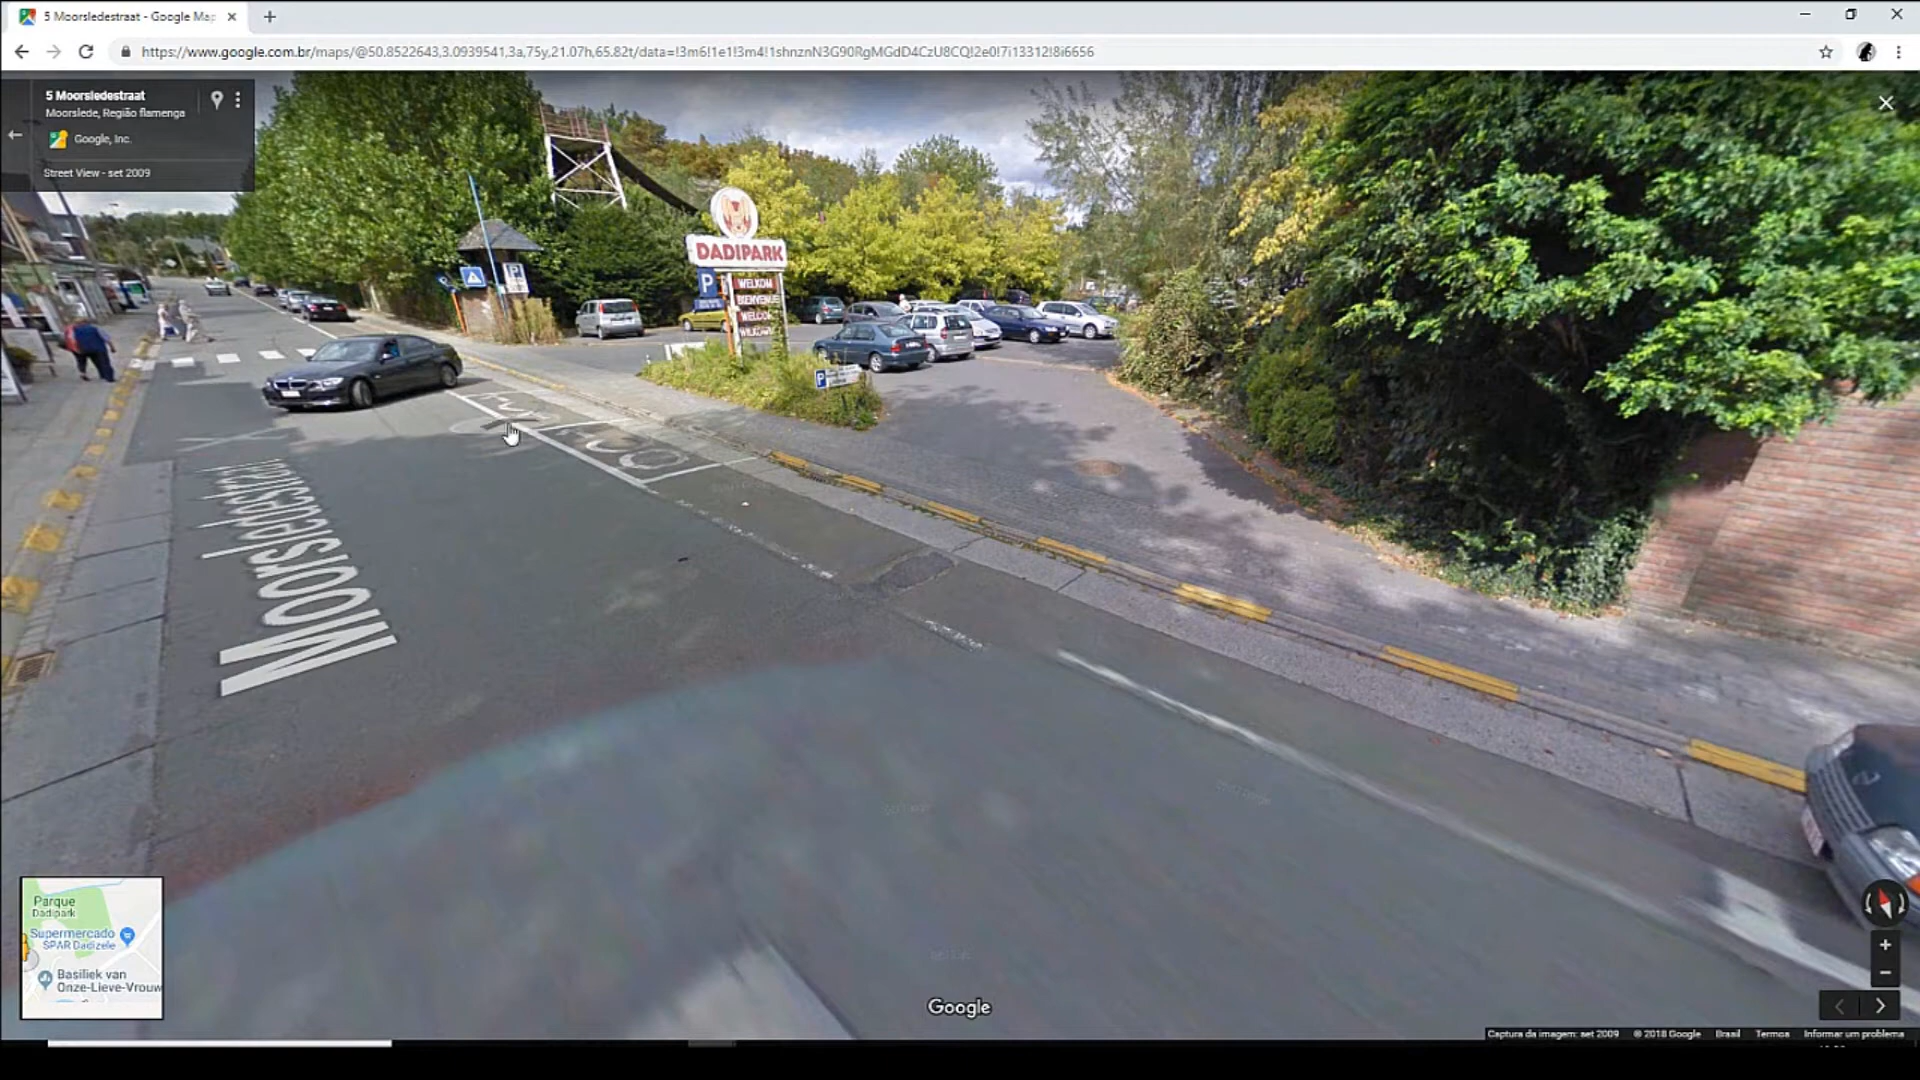 5 Moorsledestraat - Google Map
https://www.google.com.br/maps/@50.8522643,3.0939541,3a,75y,21.07h,65.82t/data=!3m6!1e1!3m4!1shnznN3G90RgMGdD4CzU8CQ!2e0!7i13312!8i6656
5 Moorsledestraat
Moorslede, Região flamenga
Google, Inc.
Street View - set 2009
DADIPARK
P
P
WELKOM
BIENVENUE
WELCOME
P
Moorsledestraat
Parque
Dadipark
Supermercado
SPAR Dadizele
Basiliek van
Onze-Lieve-Vrouw
Google
Captura da imagem: set 2009 © 2018 Google Brasil Termos Informar um problema